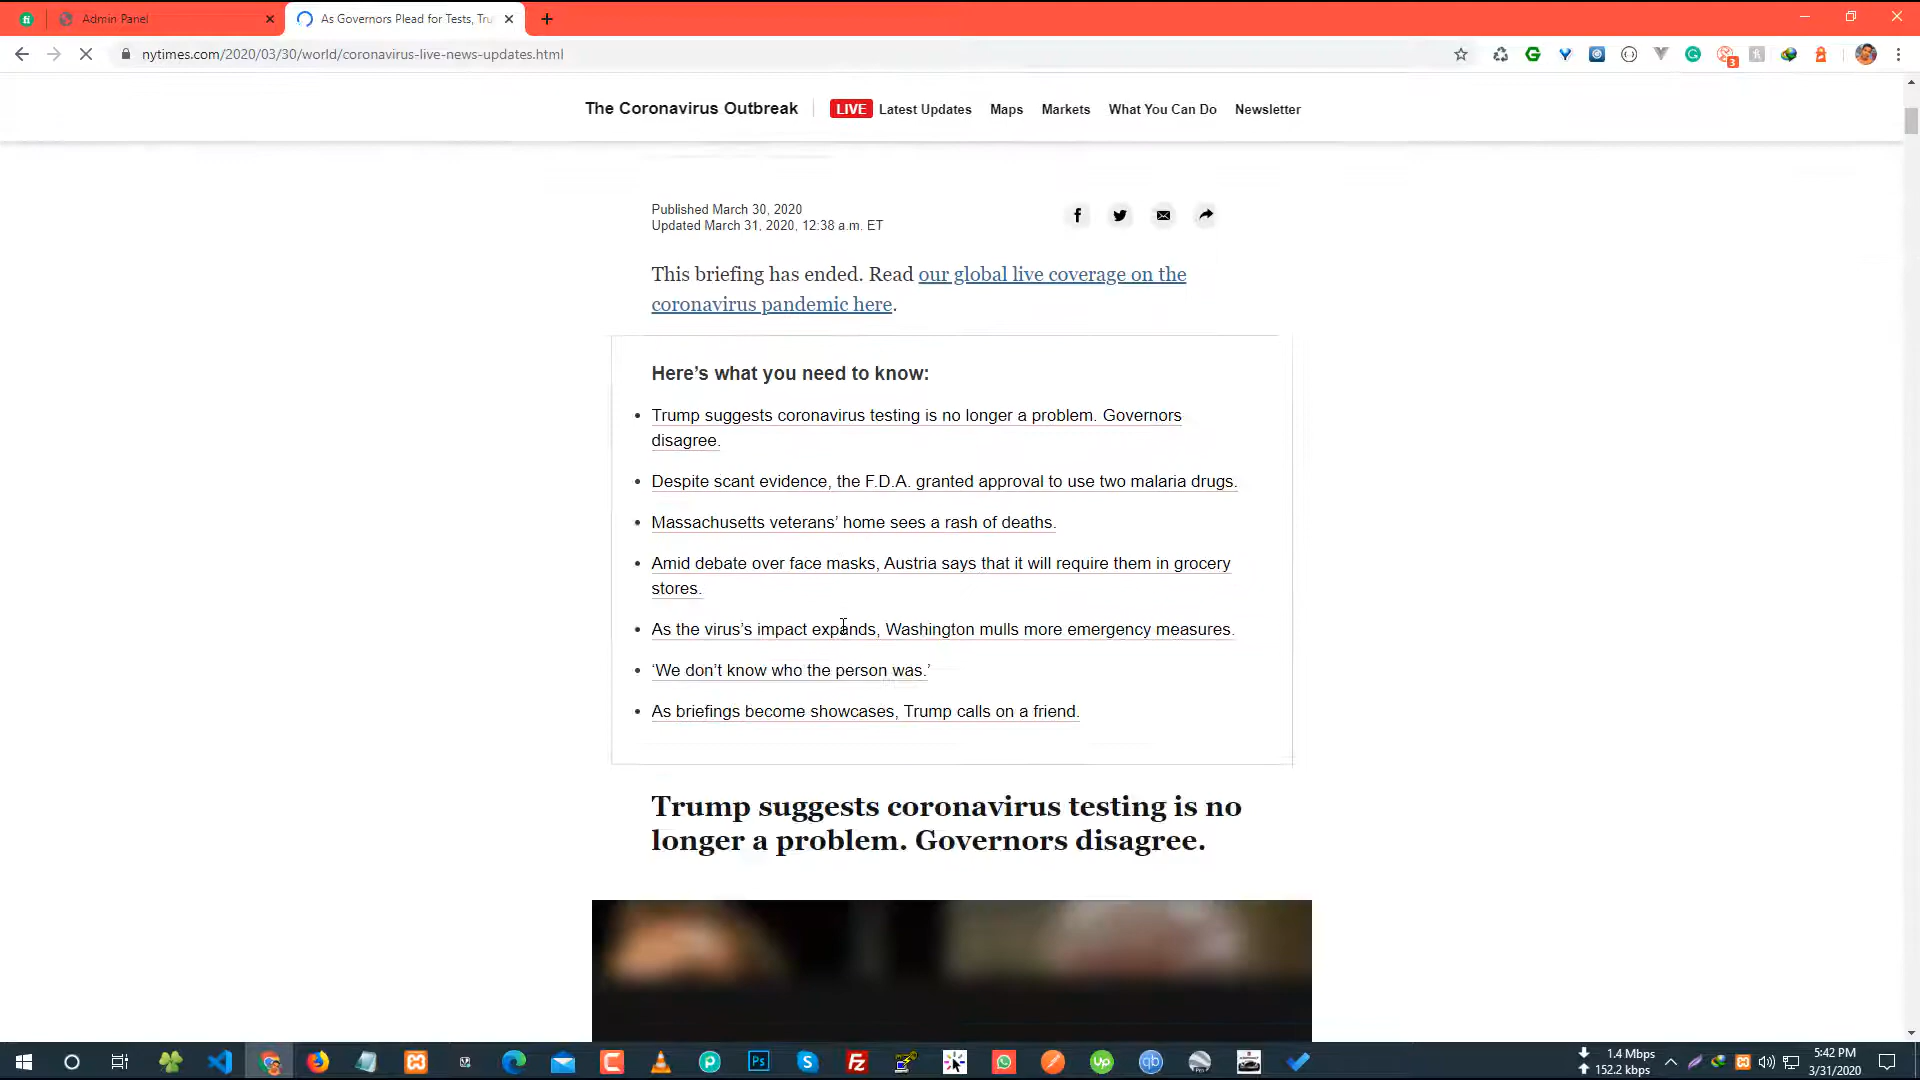 Admin Panel
As Governors Plead for Tests, Tru
nytimes.com/2020/03/30/world/coronavirus-live-news-updates.html
3
The Coronavirus Outbreak
LIVE Latest Updates Maps Markets What You Can Do Newsletter
Published March 30, 2020
Updated March 31, 2020, 12:38 a.m. ET
This briefing has ended. Read our global live coverage on the
coronavirus pandemic here.
Here’s what you need to know:
Trump suggests coronavirus testing is no longer a problem. Governors
disagree.
Despite scant evidence, the F.D.A. granted approval to use two malaria drugs.
Massachusetts veterans’ home sees a rash of deaths.
Amid debate over face masks, Austria says that it will require them in grocery
stores.
As the virus’s impact expands, Washington mulls more emergency measures.
‘We don’t know who the person was.’
As briefings become showcases, Trump calls on a friend.
Trump suggests coronavirus testing is no
longer a problem. Governors disagree.
1.4 Mbps
152.2 kbps
5:42 PM
3/31/2020